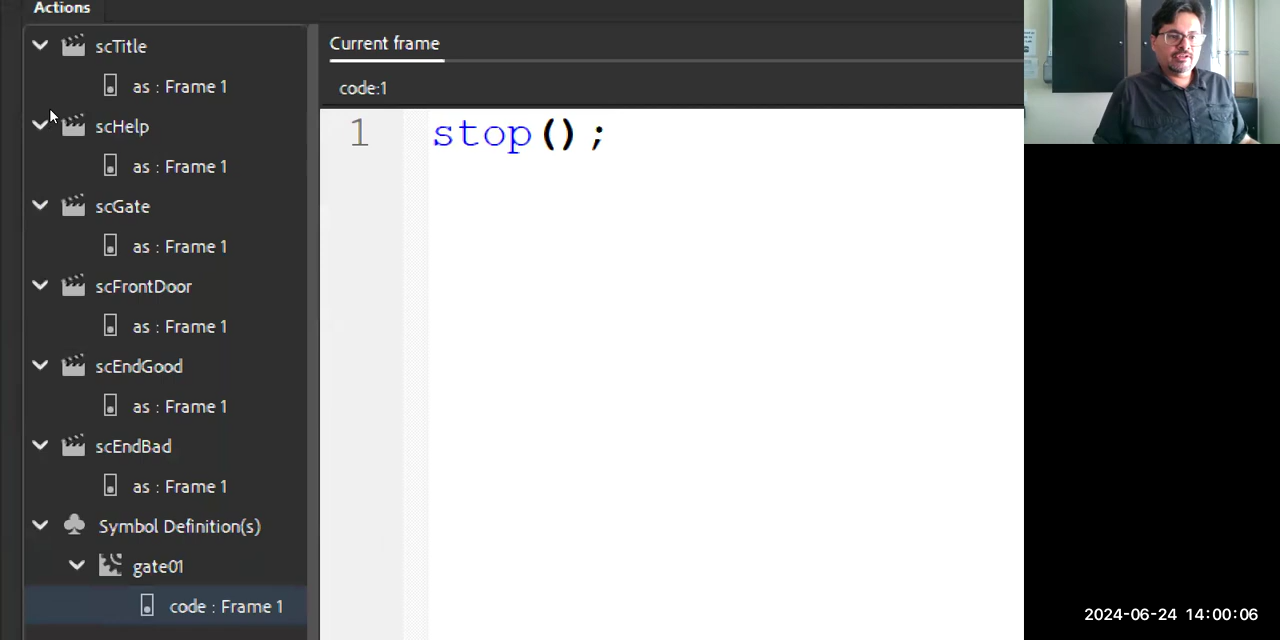 Actions
scTitle
as : Frame 1
scHelp
as : Frame 1
scGate
as : Frame 1
scFrontDoor
as : Frame 1
scEndGood
as : Frame 1
scEndBad
as : Frame 1
Symbol Definition(s)
gate01
code : Frame 1
Current frame
code:1
1 stop();
2024-06-24 14:00:06